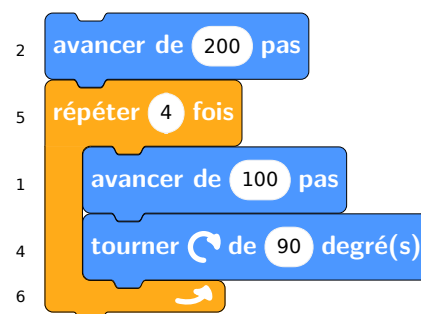 2 avancer de 200 pas
5 répéter 4 fois
1 avancer de 100 pas
4 tourner de 90 degré(s)
6